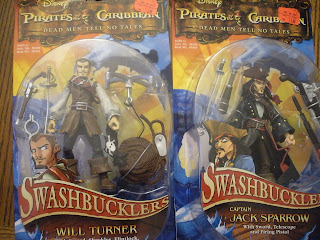 Disney
PIRATES of the CARIBBEAN
DEAD MEN TELL NO TALES
SWASHBUCKLERS
WILL TURNER
Disney
PIRATES of the CARIBBEAN
DEAD MEN TELL NO TALES
SWASHBUCKLERS
CAPTAIN
JACK SPARROW
With Sword, Telescope
and Firing Pistol